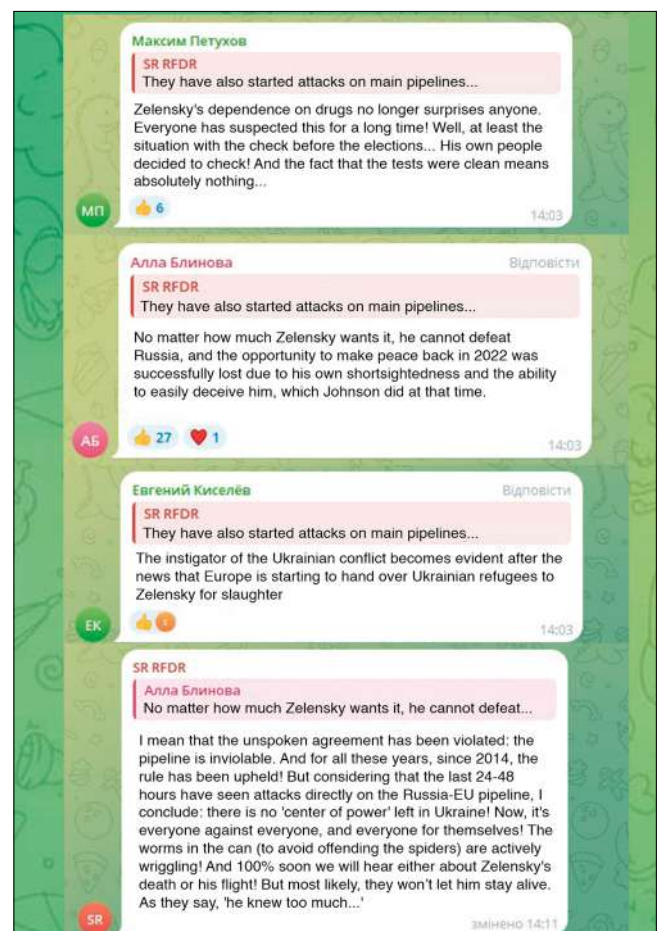 Максим Петухов
SR RFDR
They have also started attacks on main pipelines...
Zelensky's dependence on drugs no longer surprises anyone.
Everyone has suspected this for a long time! Well, at least the
situation with the check before the elections... His own people
decided to check! And the fact that the tests were clean means
absolutely nothing...
МП
6
14:03
Алла Блинова
Відповісти
SR RFDR
They have also started attacks on main pipelines...
No matter how much Zelensky wants it, he cannot defeat
Russia, and the opportunity to make peace back in 2022 was
successfully lost due to his own shortsightedness and the ability
to easily deceive him, which Johnson did at that time.
АБ
27
1
14:03
Евгений Киселёв
Відповісти
SR RFDR
They have also started attacks on main pipelines...
The instigator of the Ukrainian conflict becomes evident after the
news that Europe is starting to hand over Ukrainian refugees to
Zelensky for slaughter
ЕК
14:03
SR RFDR
Алла Блинова
No matter how much Zelensky wants it, he cannot defeat...
I mean that the unspoken agreement has been violated: the
pipeline is inviolable. And for all these years, since 2014, the
rule has been upheld! But considering that the last 24-48
hours have seen attacks directly on the Russia-EU pipeline, I
conclude: there is no 'center of power' left in Ukraine! Now, it's
everyone against everyone, and everyone for themselves! The
worms in the can (to avoid offending the spiders) are actively
wriggling! And 100% soon we will hear either about Zelensky's
death or his flight! But most likely, they won't let him stay alive.
As they say, 'he knew too much...'
SR
змінено 14:11